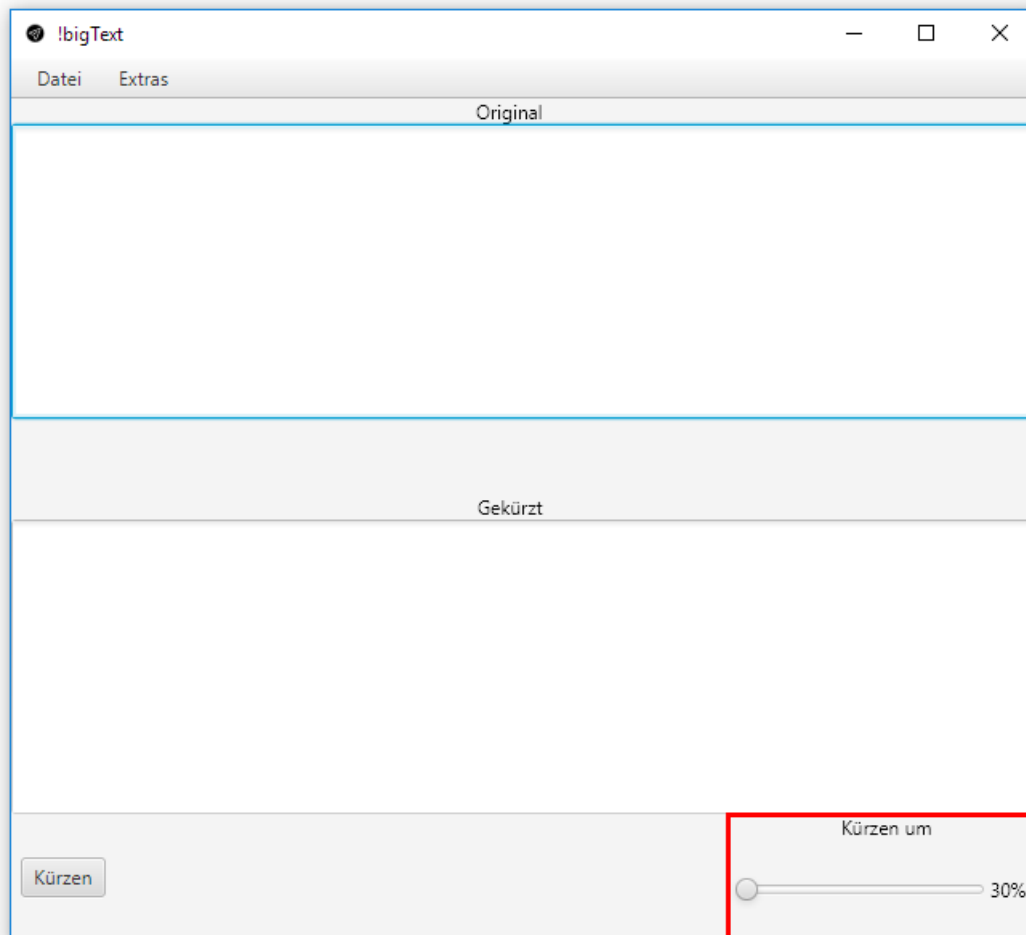 !bigText
Datei Extras
Original
Gekürzt
Kürzen um
Kürzen
30%